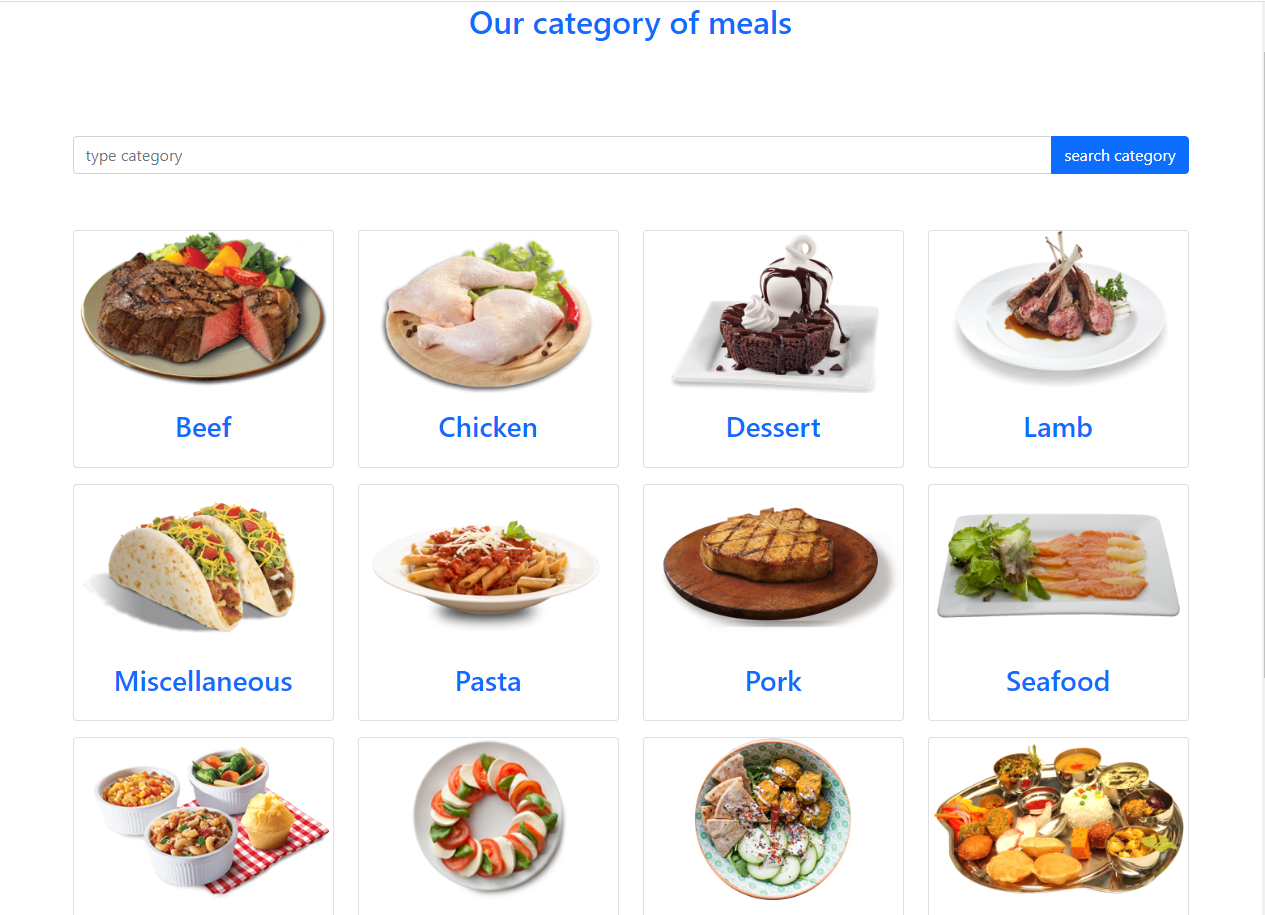 Our category of meals
type category
search category
Beef
Chicken
Dessert
Lamb
Miscellaneous
Pasta
Pork
Seafood